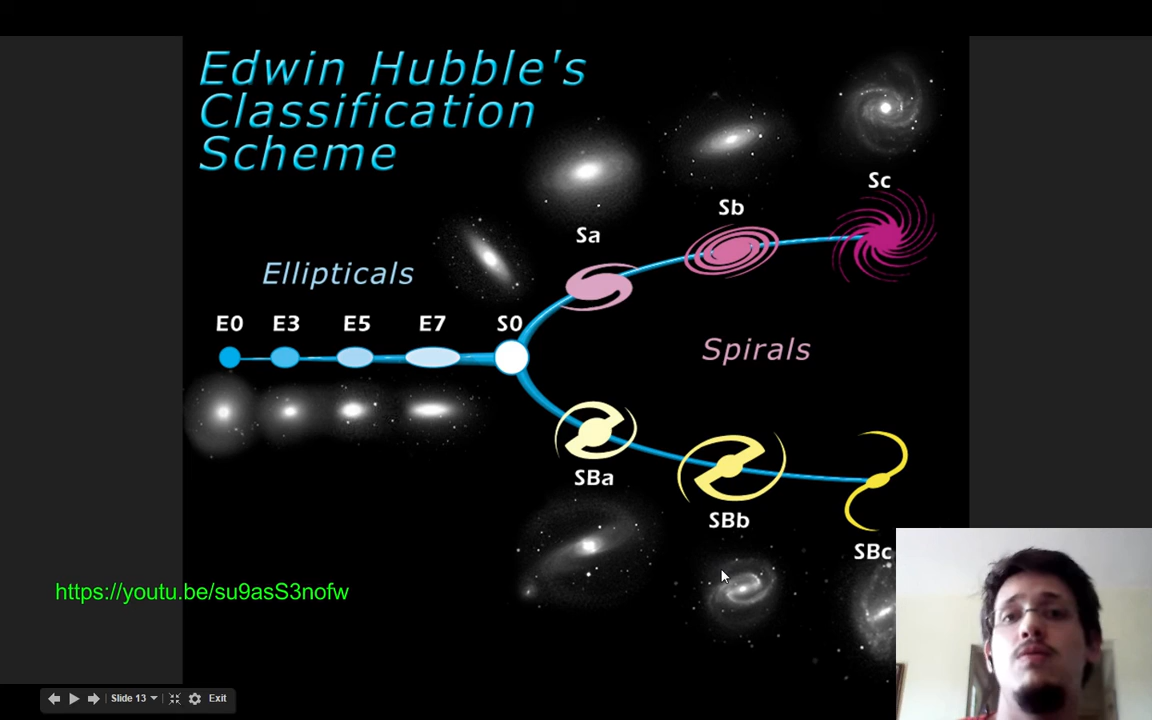 Edwin Hubble's
Classification
Scheme
Sc
Sb
Sa
Ellipticals
E0 E3 E5 E7 S0
Spirals
SBa
SBb
SBc
https://youtu.be/su9asS3nofw
Slide 13 Exit